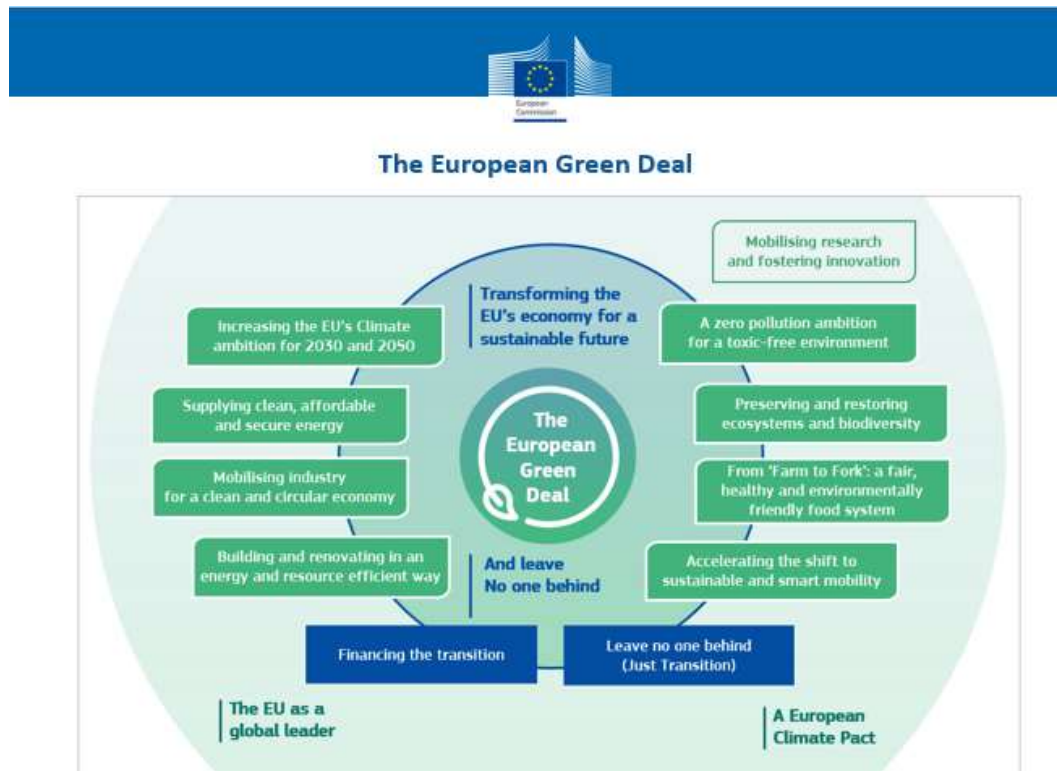 European
Commission
The European Green Deal
Mobilising research
and fostering innovation
Transforming the
EU's economy for a
sustainable future
Increasing the EU's Climate
ambition for 2030 and 2050
A zero pollution ambition
for a toxic-free environment
Supplying clean, affordable
and secure energy
Preserving and restoring
ecosystems and biodiversity
The
European
Green
Deal
Mobilising industry
for a clean and circular economy
From 'Farm to Fork': a fair,
healthy and environmentally
friendly food system
Building and renovating in an
energy and resource efficient way
And leave
No one behind
Accelerating the shift to
sustainable and smart mobility
Financing the transition
Leave no one behind
(Just Transition)
The EU as a
global leader
A European
Climate Pact